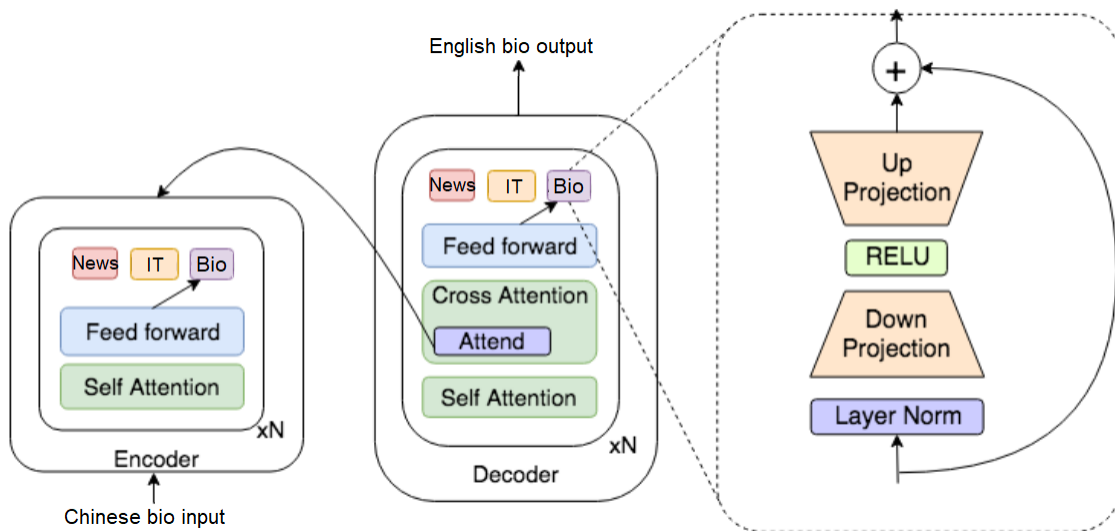 English bio output
News
IT
Bio
Feed forward
Cross Attention
Attend
Self Attention
xN
Decoder
News
IT
Bio
Feed forward
Self Attention
xN
Encoder
Chinese bio input
+
Up
Projection
RELU
Down
Projection
Layer Norm